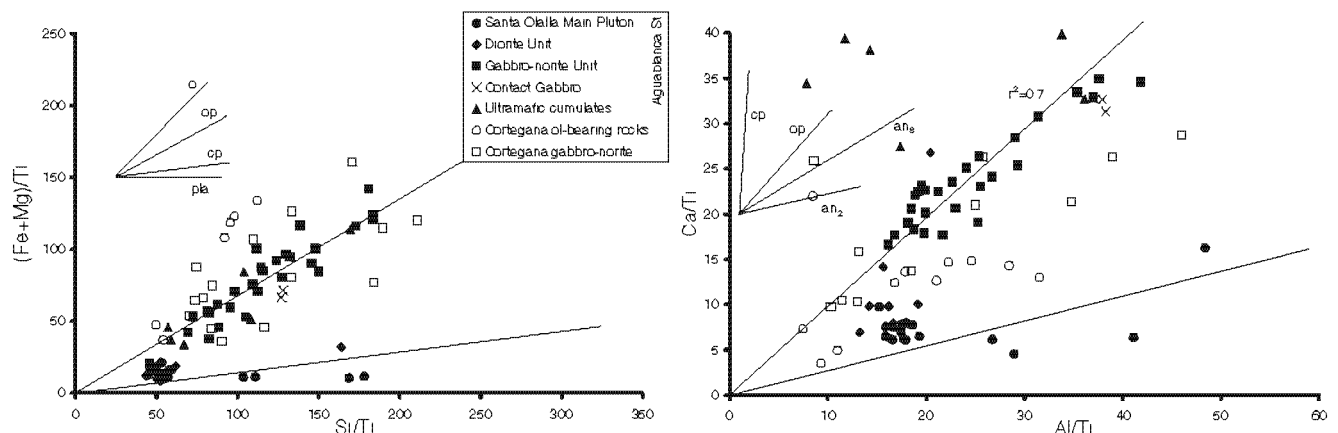 250
200
150
100
50
0
(Fe+Mg)/Ti
0 50 100 150 200 250 300 350
Si/Ti
op
cp
pla
Santa Olalla Main Pluton
Diorite Unit
Gabbro-norite Unit
Contact Gabbro
Ultramafic cumulates
Cortegana ol-bearing rocks
Cortegana gabbro-norite
Aguablanca St
40
35
30
25
20
15
10
5
0
Ca/Ti
0 10 20 30 40 50 60
Al/Ti
cp
op
an8
an2
r²=0.7